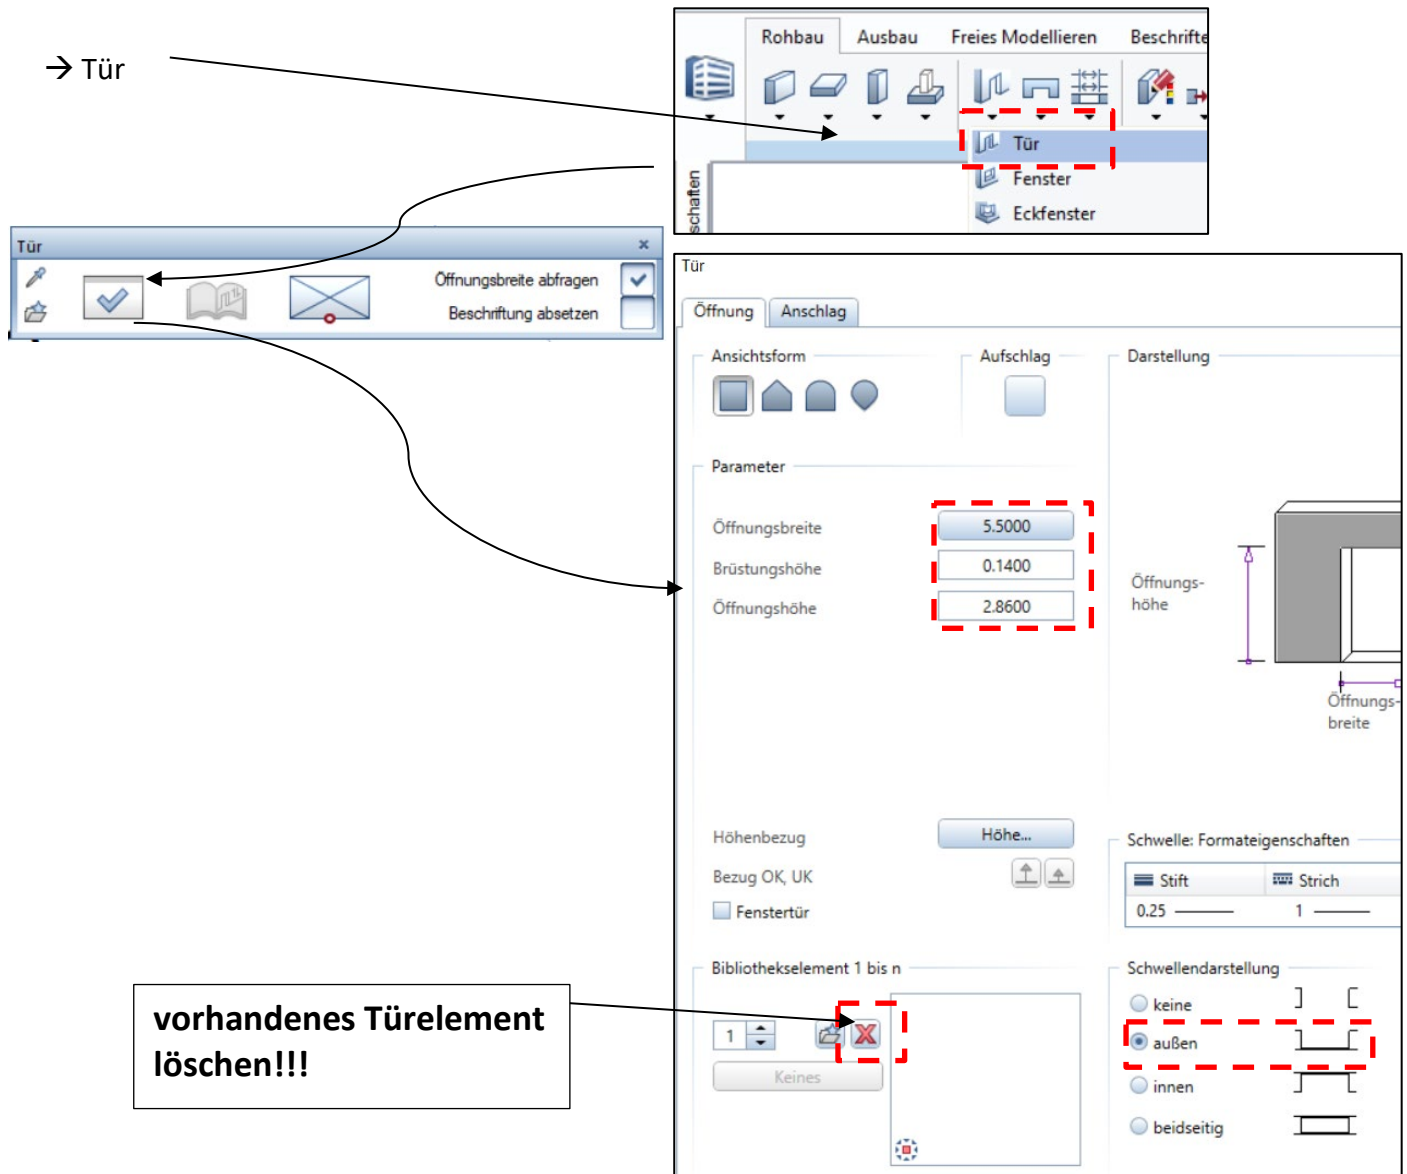 → Tür
Rohbau Ausbau Freies Modellieren Beschrifte
Tür
Fenster
Eckfenster
schaften
Tür
Öffnungsbreite abfragen
Beschriftung absetzen
Tür
Öffnung Anschlag
Ansichtsform Aufschlag Darstellung
Parameter
Öffnungsbreite 5.5000
Brüstungshöhe 0.1400
Öffnungshöhe 2.8600
Öffnungs-
höhe
Öffnungs-
breite
Höhenbezug Höhe...
Bezug OK, UK
Fenstertür
Schwelle: Formateigenschaften
Stift Strich
0.25 1
Bibliothekselement 1 bis n
1
Keines
Schwellendarstellung
keine
außen
innen
beidseitig
vorhandenes Türelement
löschen!!!